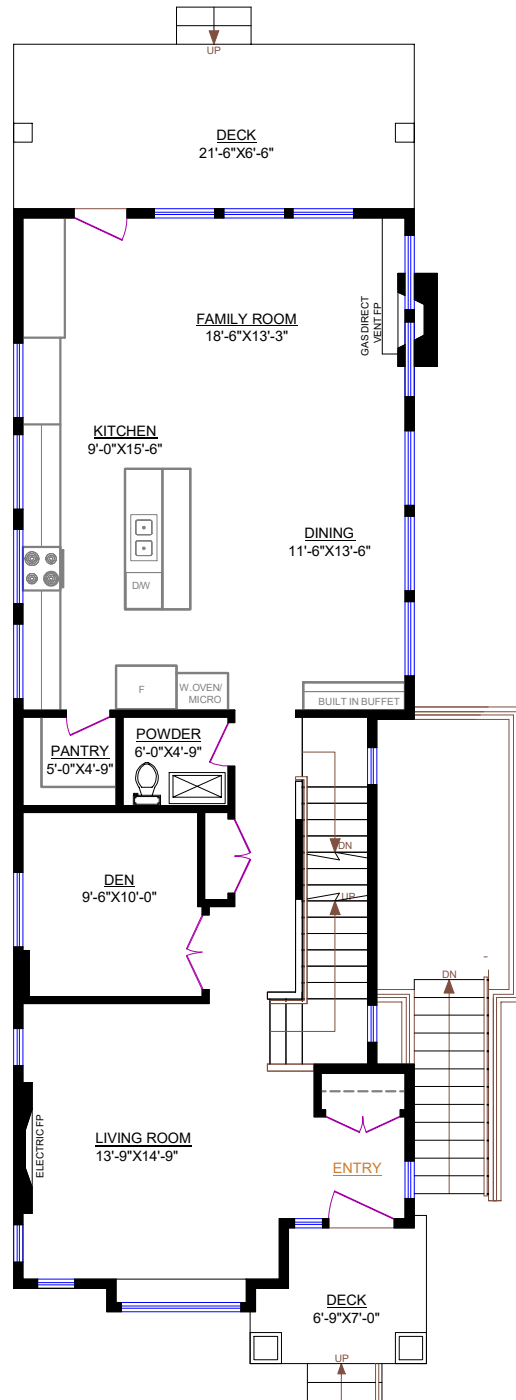 UP
DECK
21'-6"X6'-6"
FAMILY ROOM
18'-6"X13'-3"
GAS DIRECT
VENT FP
KITCHEN
9'-0"X15'-6"
DINING
11'-6"X13'-6"
D/W
F
W.OVEN/
MICRO
BUILT IN BUFFET
PANTRY
5'-0"X4'-9"
POWDER
6'-0"X4'-9"
DN
DEN
9'-6"X10'-0"
UP
DN
ELECTRIC FP
LIVING ROOM
13'-9"X14'-9"
ENTRY
DECK
6'-9"X7'-0"
UP